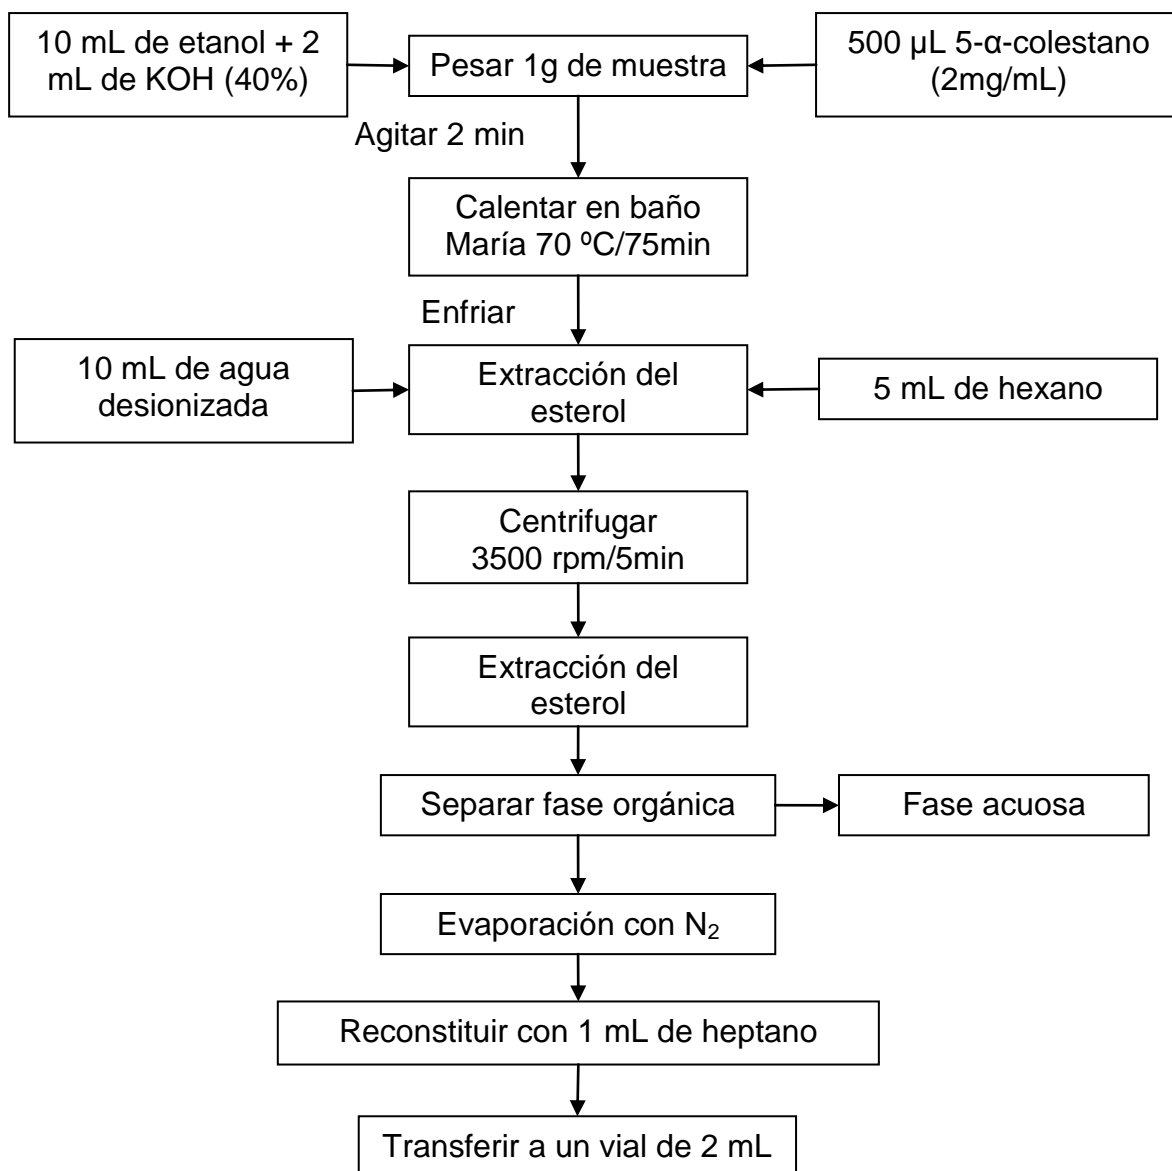 10 mL de etanol + 2
mL de KOH (40%)
Pesar 1g de muestra
500 µL 5-α-colestano
(2mg/mL)
Agitar 2 min
Calentar en baño
María 70 ºC/75min
Enfriar
10 mL de agua
desionizada
Extracción del
esterol
5 mL de hexano
Centrifugar
3500 rpm/5min
Extracción del
esterol
Separar fase orgánica
Fase acuosa
Evaporación con N₂
Reconstituir con 1 mL de heptano
Transferir a un vial de 2 mL